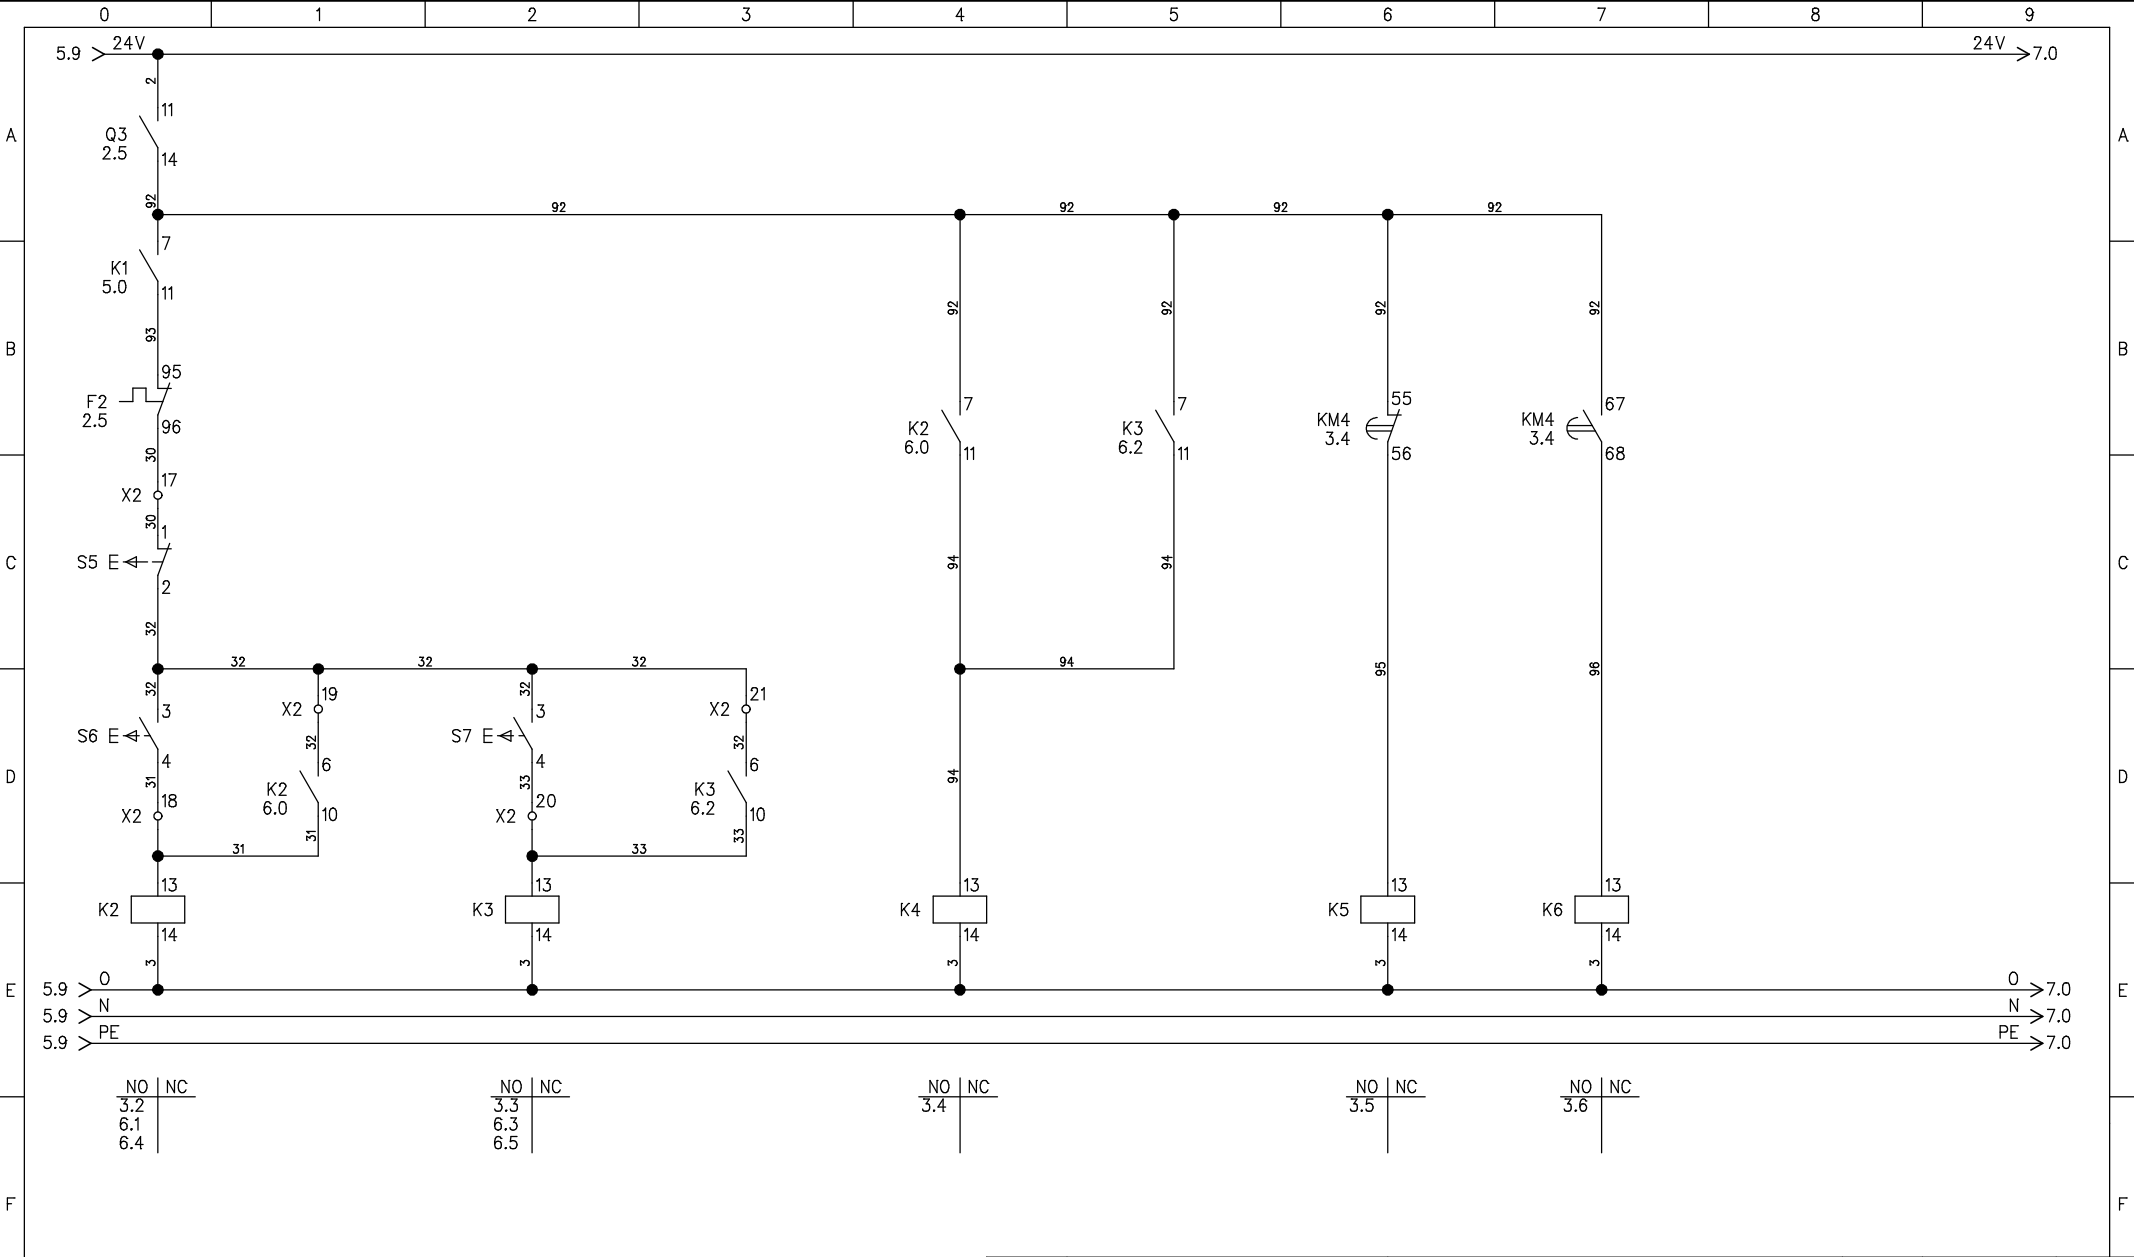 0 1 2 3 4 5 6 7 8 9
5.9 24V 24V 7.0
2
11
A Q3 A
2.5
14
92
92 92 92 92
7
K1
5.0
11
92 92 92 92
93
B B
95
F2
2.5
96
7 7 55 67
K2 K3 KM4 KM4
6.0 6.2 3.4 3.4
11 11 56 68
30
17
X2
30
1
C S5 E C
2
94 94
32
32 32 32 94 95 96
32 19 32 21
X2 X2
3 3
S6 E S7 E
32 32
4 6 4 6
D 31 33 94 D
K2 K3
6.0 6.2
18 20
X2 10 X2 10
31 33
31 33
13 13 13 13 13
K2 K3 K4 K5 K6
14 14 14 14 14
3 3 3 3 3
E 5.9 0 0 7.0 E
5.9 N N 7.0
5.9 PE PE 7.0
NO NC NO NC NO NC NO NC NO NC
3.2 3.3 3.4 3.5 3.6
6.1 6.3
6.4 6.5
F F